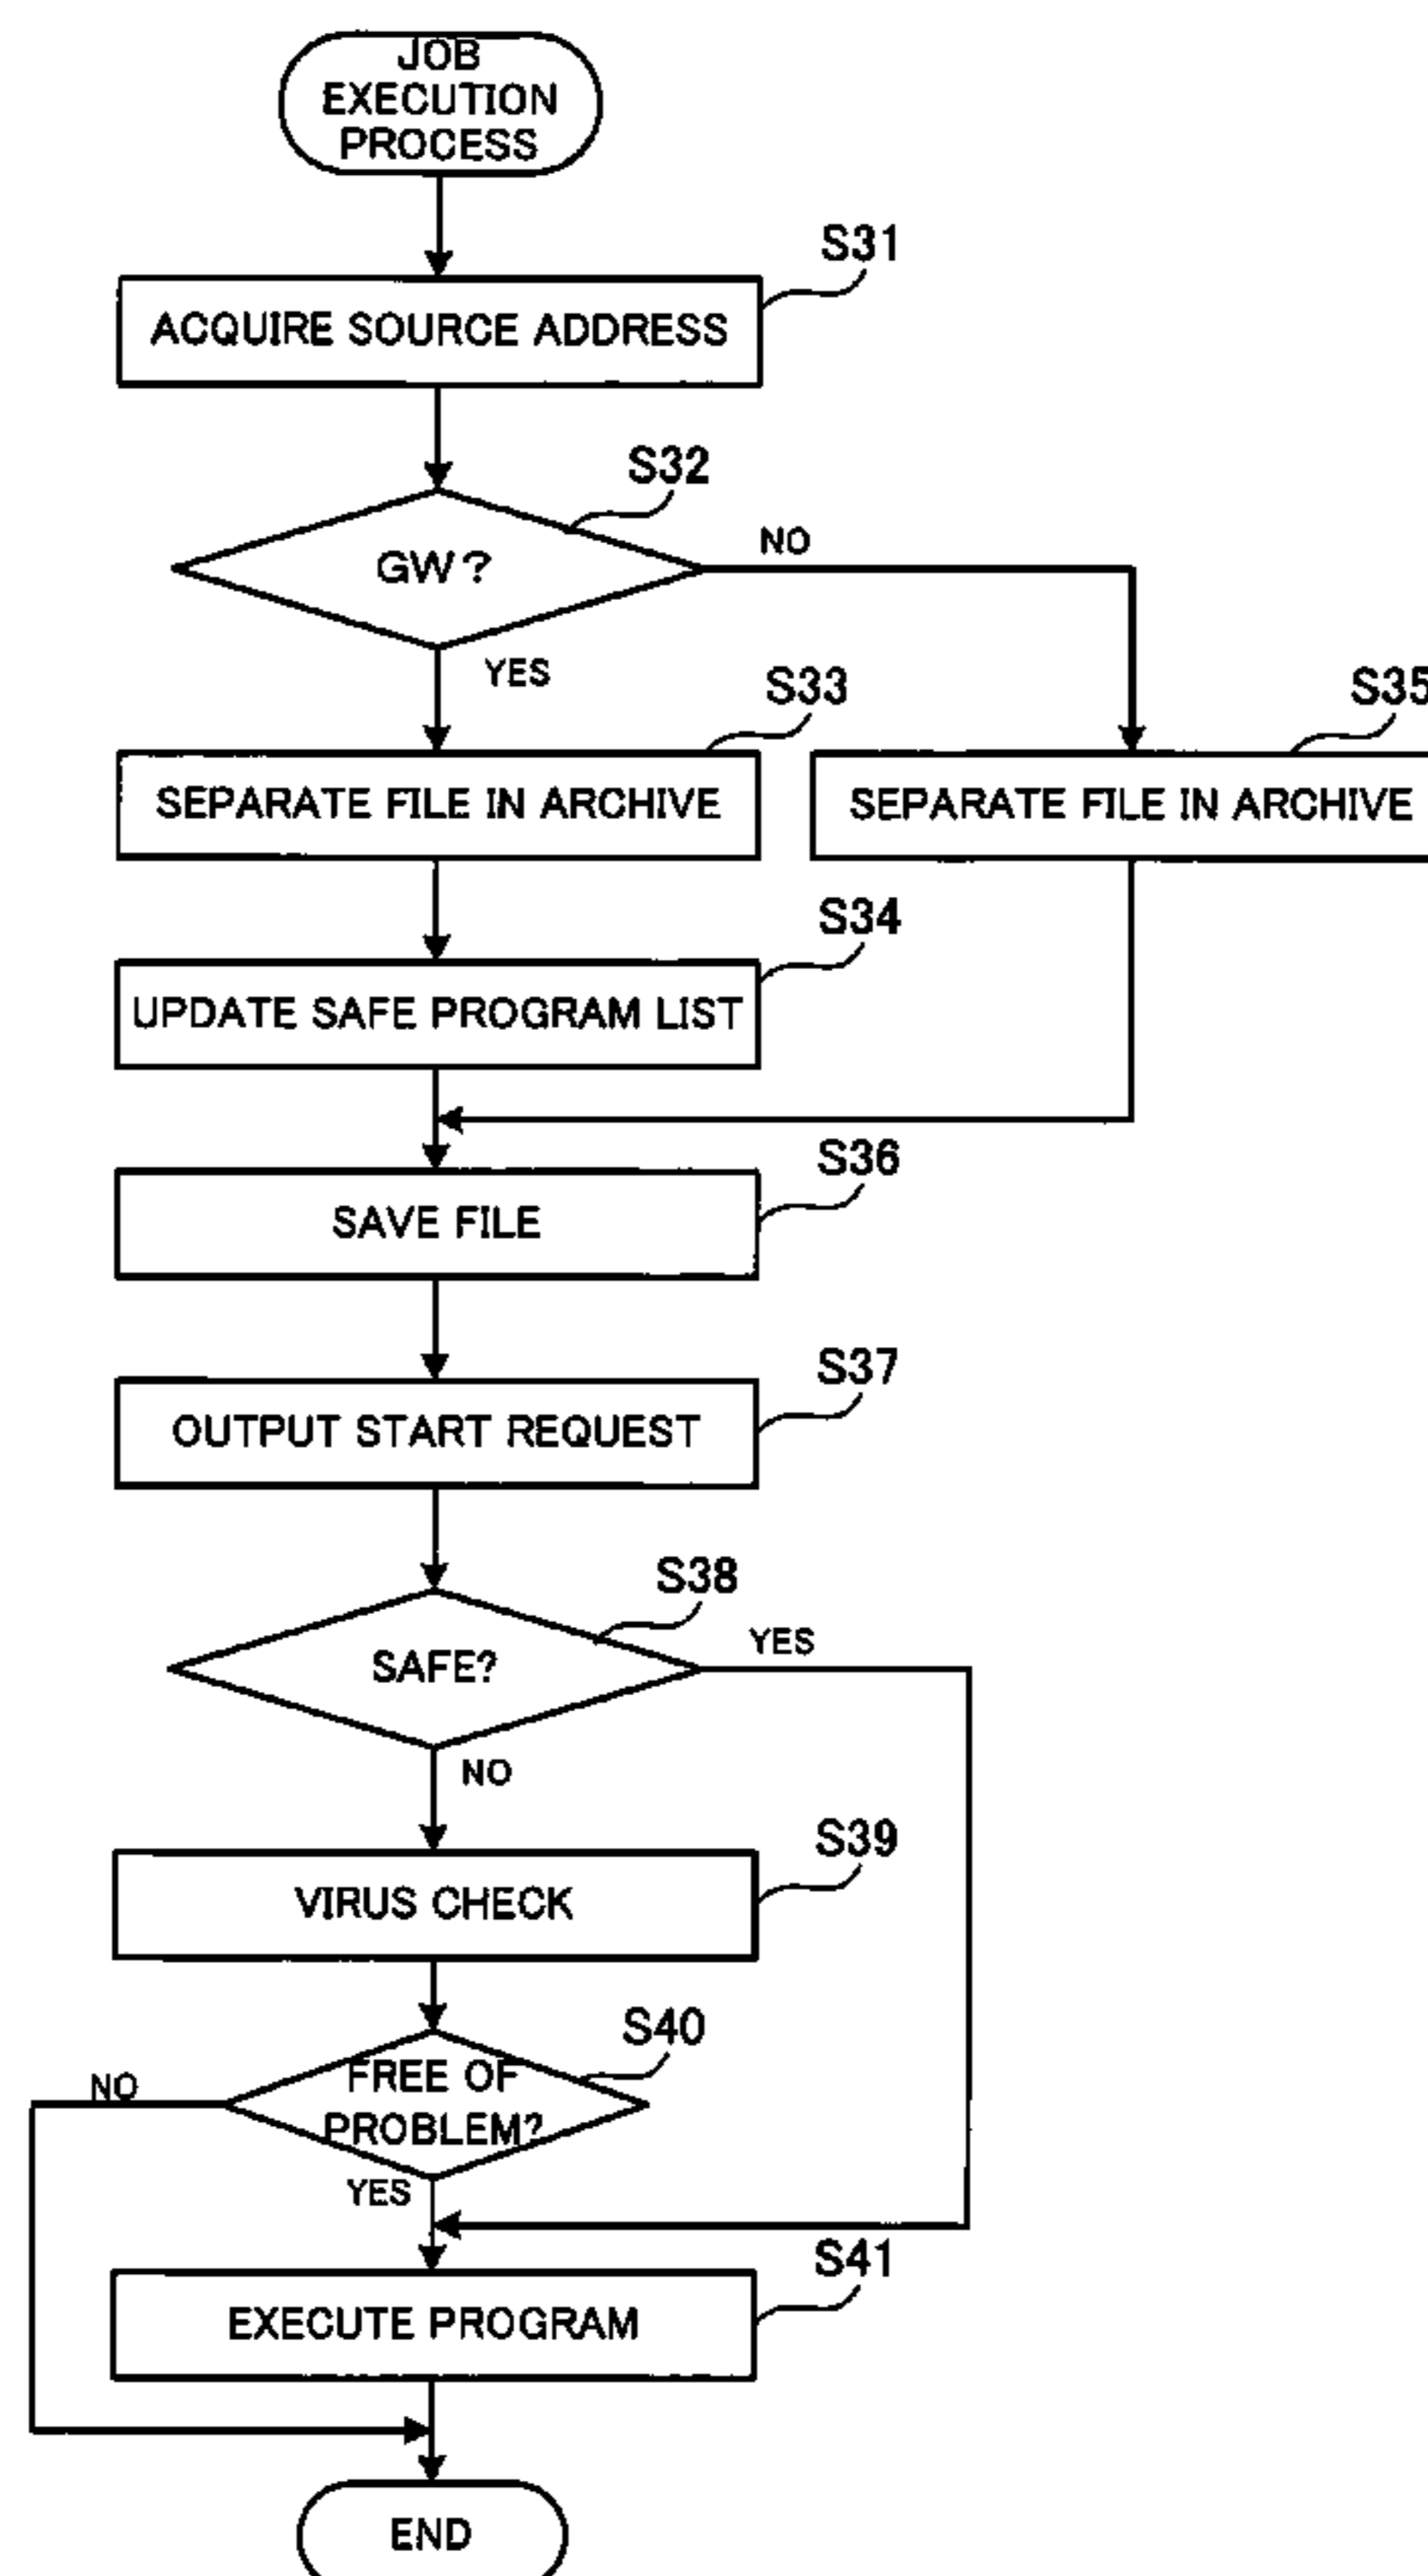 JOB
EXECUTION
PROCESS
S31
ACQUIRE SOURCE ADDRESS
S32
GW?
NO
YES
S33
S35
SEPARATE FILE IN ARCHIVE
SEPARATE FILE IN ARCHIVE
S34
UPDATE SAFE PROGRAM LIST
S36
SAVE FILE
S37
OUTPUT START REQUEST
S38
SAFE?
YES
NO
S39
VIRUS CHECK
S40
FREE OF
PROBLEM?
NO
YES
S41
EXECUTE PROGRAM
END